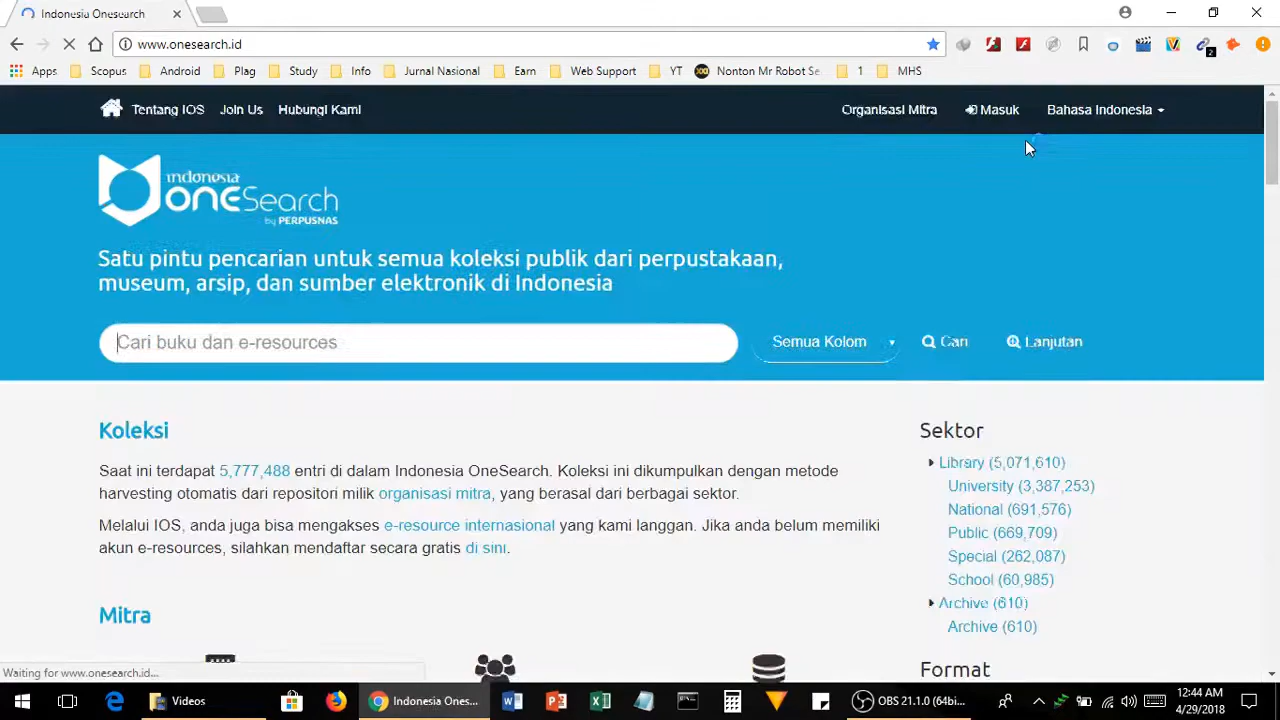 Indonesia Onesearch
www.onesearch.id
2
Apps Scopus Android Plag Study Info Jurnal Nasional Earn Web Support YT Nonton Mr Robot Se 1 MHS
Tentang IOS Join Us Hubungi Kami Organisasi Mitra Masuk Bahasa Indonesia
indonesia
oneSearch
by PERPUSNAS
Satu pintu pencarian untuk semua koleksi publik dari perpustakaan,
museum, arsip, dan sumber elektronik di Indonesia
Cari buku dan e-resources Semua Kolom Cari Lanjutan
Koleksi
Saat ini terdapat 5,777,488 entri di dalam Indonesia OneSearch. Koleksi ini dikumpulkan dengan metode
harvesting otomatis dari repositori milik organisasi mitra, yang berasal dari berbagai sektor.
Melalui IOS, anda juga bisa mengakses e-resource internasional yang kami langgan. Jika anda belum memiliki
akun e-resources, silahkan mendaftar secara gratis di sini.
Mitra
Sektor
Library (5,071,610)
University (3,387,253)
National (691,576)
Public (669,709)
Special (262,087)
School (60,985)
Archive (610)
Archive (610)
Format
Waiting for www.onesearch.id...
Videos Indonesia Ones... OBS 21.1.0 (64bi...
12:44 AM
4/29/2018